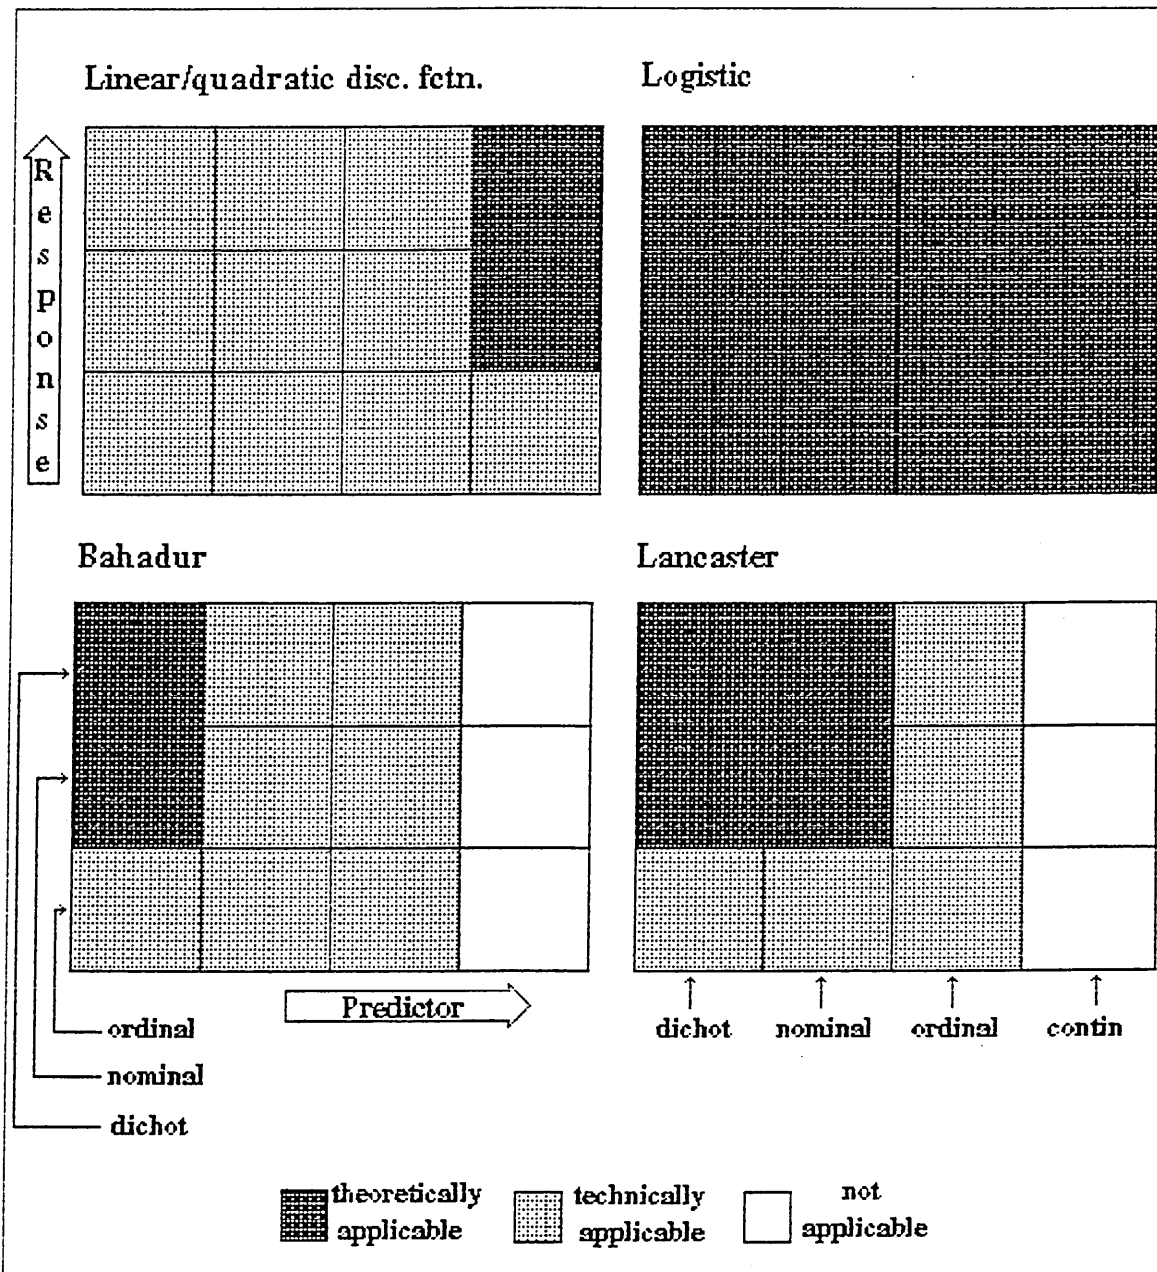 Linear/quadratic disc. fctn.
Logistic
Response
Bahadur
Lancaster
Predictor
dichot nominal ordinal contin
ordinal
nominal
dichot
theoretically
applicable
technically
applicable
not
applicable